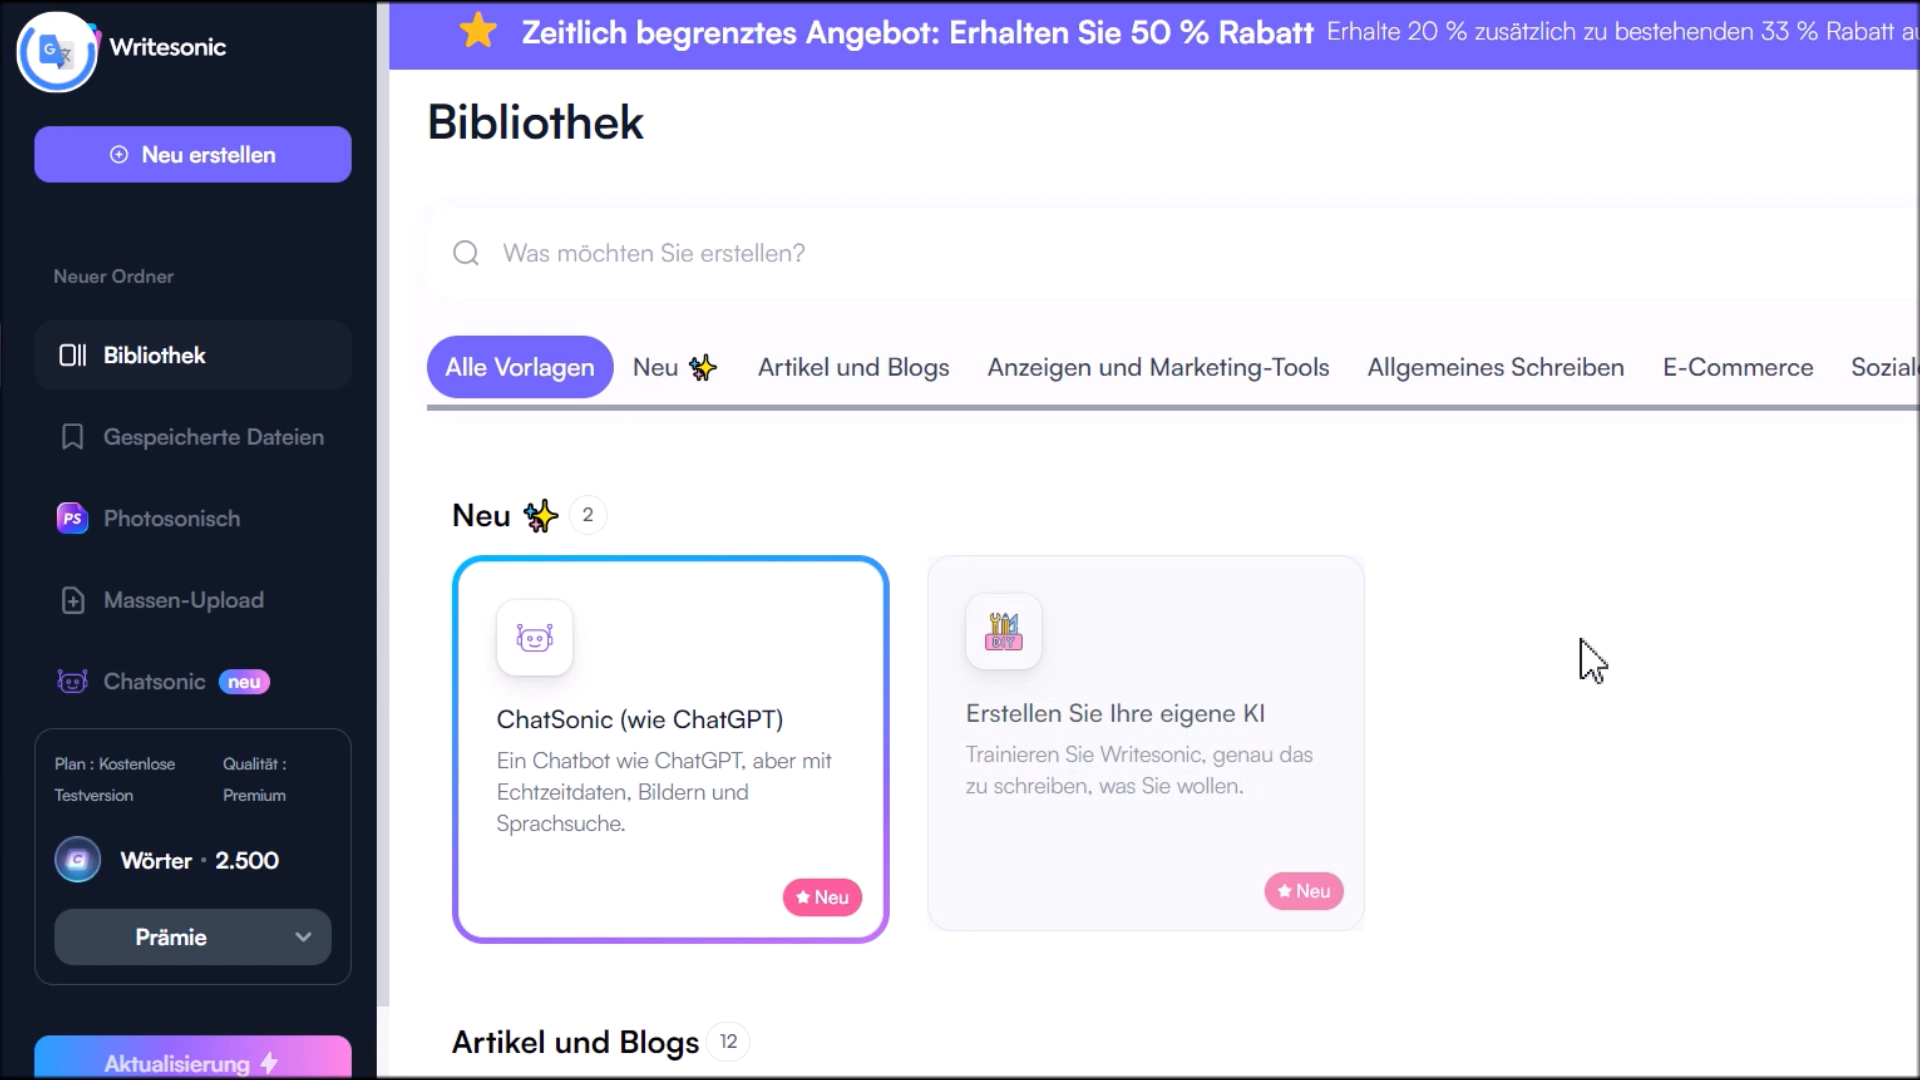 Writesonic
Neu erstellen
Neuer Ordner
Bibliothek
Gespeicherte Dateien
PS
Photosonisch
Massen-Upload
Chatsonic neu
Plan : Kostenlose Testversion
Qualität : Premium
Wörter · 2.500
Prämie
Aktualisierung
Zeitlich begrenztes Angebot: Erhalten Sie 50 % Rabatt Erhalte 20 % zusätzlich zu bestehenden 33 % Rabatt
Bibliothek
Was möchten Sie erstellen?
Alle Vorlagen Neu Artikel und Blogs Anzeigen und Marketing-Tools Allgemeines Schreiben E-Commerce
Neu 2
ChatSonic (wie ChatGPT)
Ein Chatbot wie ChatGPT, aber mit
Echtzeitdaten, Bildern und
Sprachsuche.
Neu
DIY
Erstellen Sie Ihre eigene KI
Trainieren Sie Writesonic, genau das
zu schreiben, was Sie wollen.
Neu
Artikel und Blogs 12